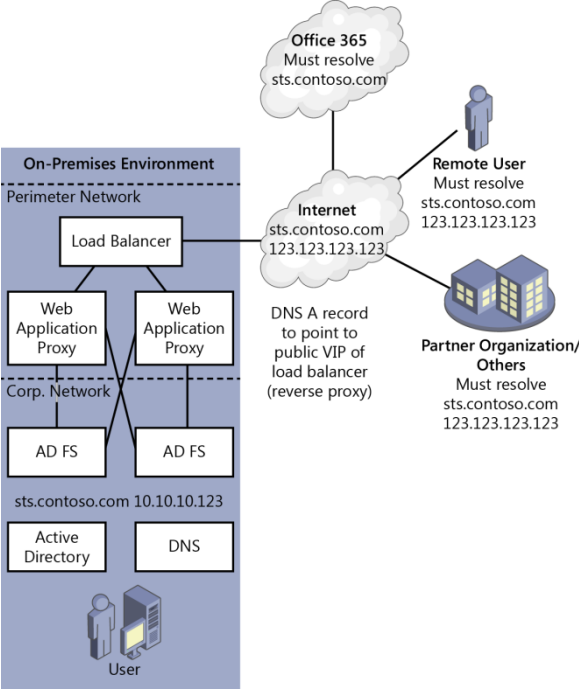 Office 365
Must resolve
sts.contoso.com
On-Premises Environment
Perimeter Network
Load Balancer
Internet
sts.contoso.com
123.123.123.123
Remote User
Must resolve
sts.contoso.com
123.123.123.123
Web
Application
Proxy
Web
Application
Proxy
DNS A record
to point to
public VIP of
load balancer
(reverse proxy)
Partner Organization/
Others
Must resolve
sts.contoso.com
123.123.123.123
Corp. Network
AD FS
AD FS
sts.contoso.com 10.10.10.123
Active
Directory
DNS
User